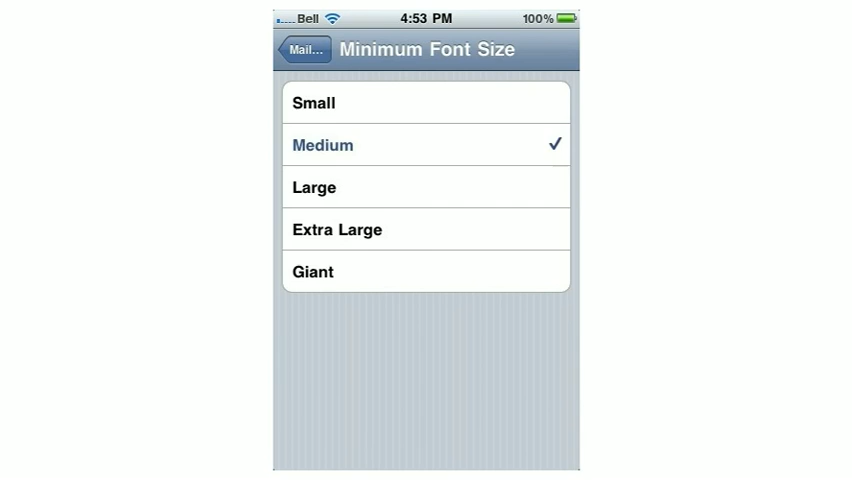 Bell 4:53 PM 100%
Mail... Minimum Font Size
Small
Medium
Large
Extra Large
Giant